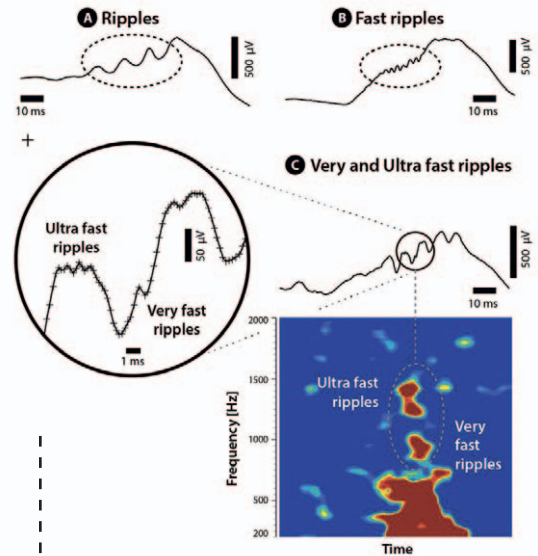 A Ripples
500 µV
10 ms
B Fast ripples
500 µV
10 ms
+
C Very and Ultra fast ripples
Ultra fast
ripples
50 µV
Very fast
ripples
1 ms
500 µV
10 ms
2000
1500
1000
500
200
Frequency [Hz]
Ultra fast
ripples
Very
fast
ripples
Time